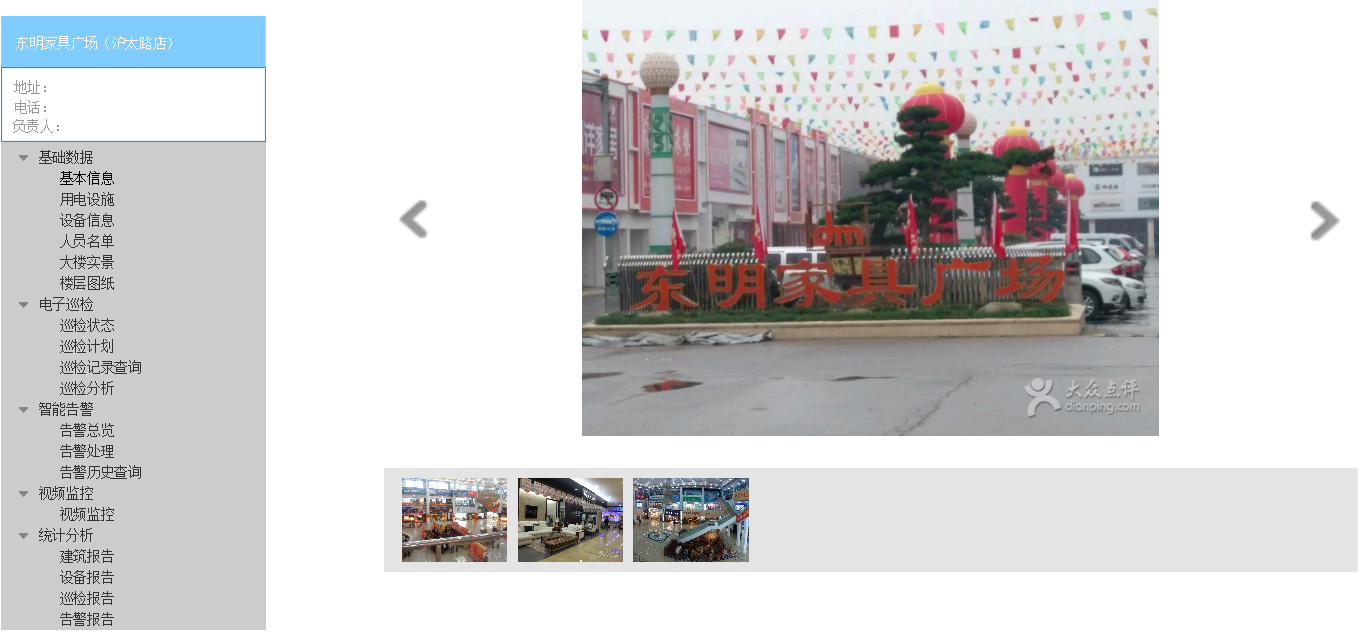 东明家具广场（沪太路店）
地址：
电话：
负责人：
基础数据
基本信息
用电设施
设备信息
人员名单
大楼实景
楼层图纸
电子巡检
巡检状态
巡检计划
巡检记录查询
巡检分析
智能告警
告警总览
告警处理
告警历史查询
视频监控
视频监控
统计分析
建筑报告
设备报告
巡检报告
告警报告
dm
东明家具广场
大众点评
dianping.com